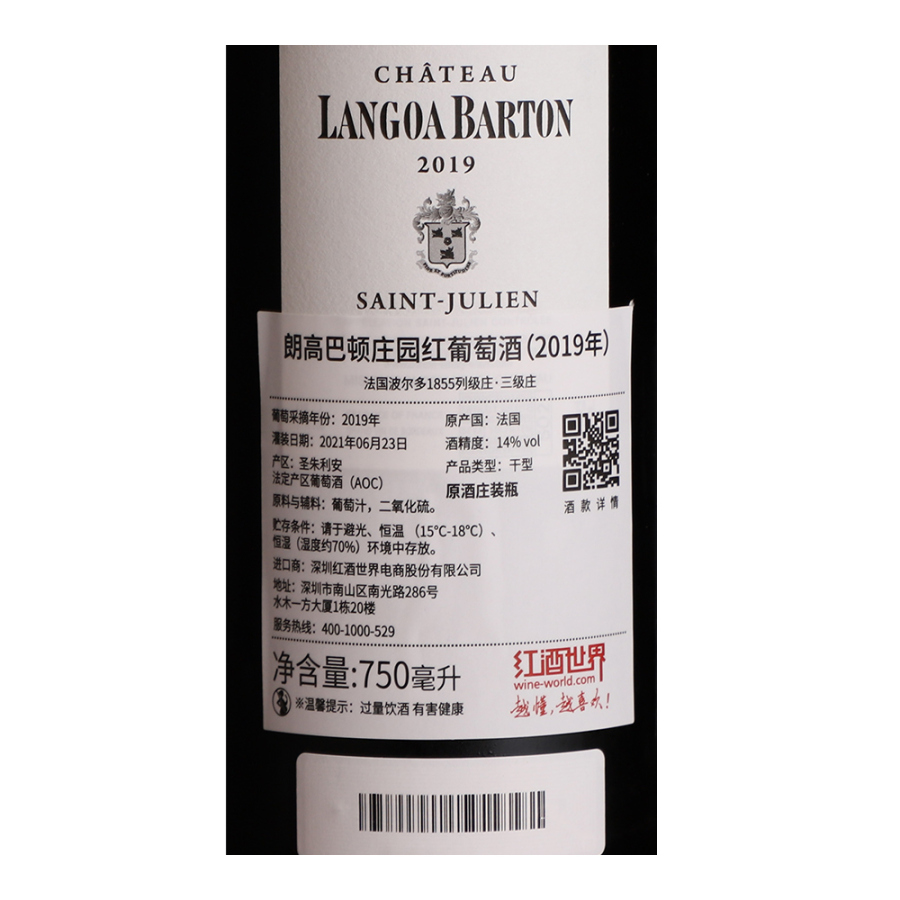 CHÂTEAU
LANGOA BARTON
2019
SAINT-JULIEN
朗高巴顿庄园红葡萄酒(2019年)
法国波尔多1855列级庄·三级庄
葡萄采摘年份：2019年
灌装日期：2021年06月23日
产区：圣朱利安
法定产区葡萄酒（AOC）
原料与辅料：葡萄汁，二氧化硫。
原产国：法国
酒精度：14% vol
产品类型：干型
原酒庄装瓶
酒款详情
贮存条件：请于避光、恒温（15°C-18°C）、
恒湿（湿度约70%）环境中存放。
进口商：深圳红酒世界电商股份有限公司
地址：深圳市南山区南光路286号
水木一方大厦1栋20楼
服务热线：400-1000-529
净含量:750毫升
※温馨提示：过量饮酒 有害健康
红酒世界
wine-world.com
越懂,越喜欢!